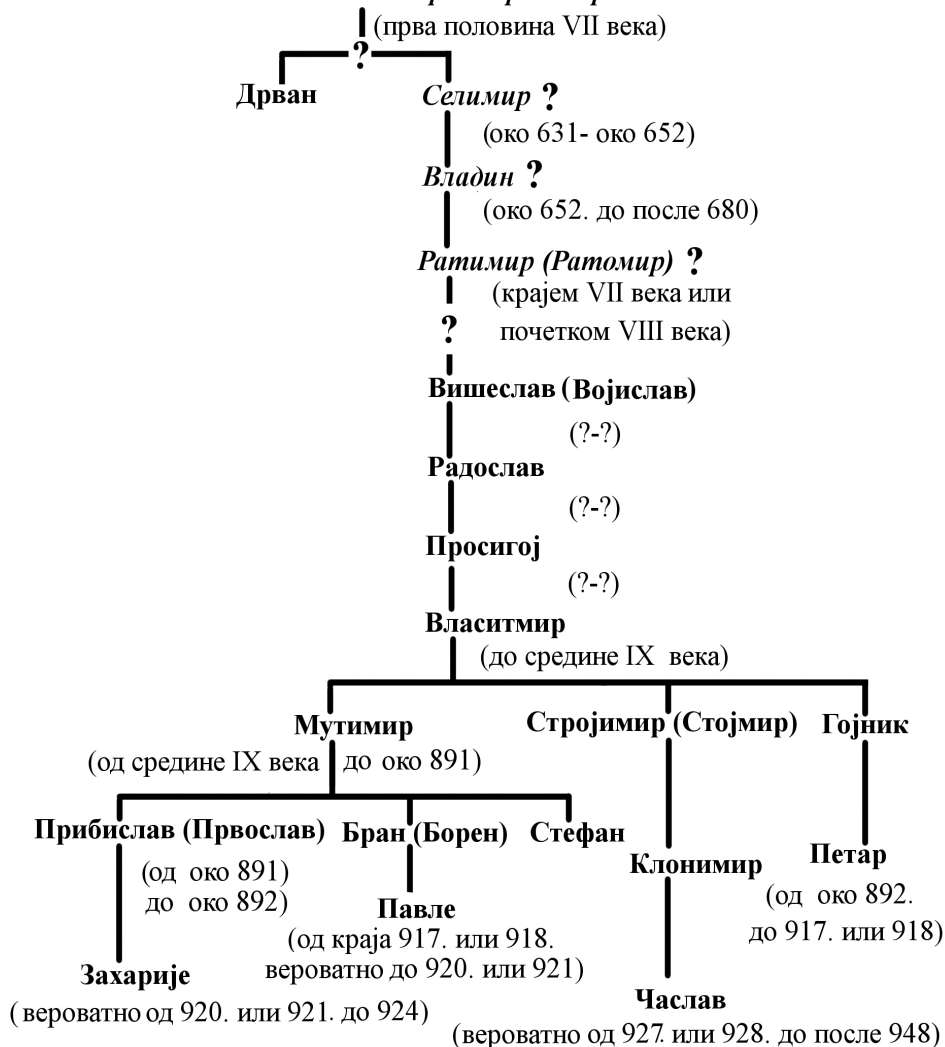 (прва половина VII века)
?
Дрван
Селимир ?
(око 631- око 652)
Владин ?
(око 652. до после 680)
Ратимир (Ратомир) ?
(крајем VII века или
? почетком VIII века)
Вишеслав (Војислав)
(?-?)
Радослав
(?-?)
Просигој
(?-?)
Власитмир
(до средине IX века)
Мутимир
(од средине IX века до око 891)
Стројимир (Стојмир)
Гојник
Прибислав (Првослав)
(од око 891)
до око 892)
Бран (Борен)
Стефан
Клонимир
Петар
(од око 892.
до 917. или 918)
Павле
(од краја 917. или 918.
вероватно до 920. или 921)
Захарије
(вероватно од 920. или 921. до 924)
Часлав
(вероватно од 927. или 928. до после 948)